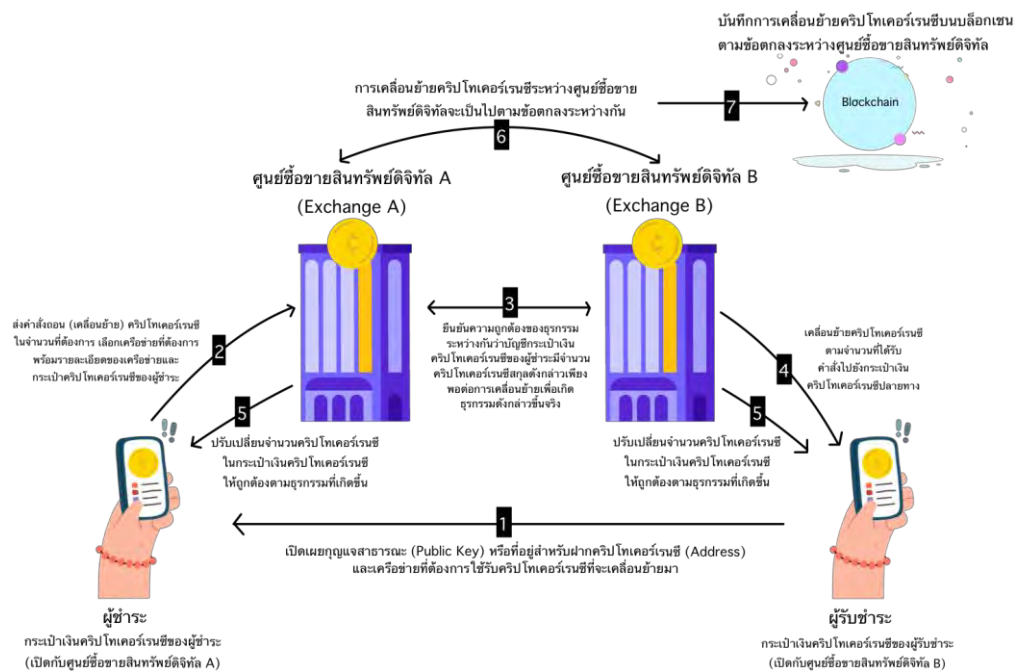 บันทึกการเคลื่อนย้ายคริปโทเคอร์เรนซีบนบล็อกเชน
ตามข้อตกลงระหว่างศูนย์ซื้อขายสินทรัพย์ดิจิทัล
Blockchain
7
การเคลื่อนย้ายคริปโทเคอร์เรนซีระหว่างศูนย์ซื้อขาย
สินทรัพย์ดิจิทัลจะเป็นไปตามข้อตกลงระหว่างกัน
6
ศูนย์ซื้อขายสินทรัพย์ดิจิทัล A
(Exchange A)
ศูนย์ซื้อขายสินทรัพย์ดิจิทัล B
(Exchange B)
3
ยืนยันความถูกต้องของธุรกรรม
ระหว่างกันว่าบัญชีกระเป๋าเงิน
คริปโทเคอร์เรนซีของผู้ชำระมีจำนวน
คริปโทเคอร์เรนซีสกุลดังกล่าวเพียง
พอต่อการเคลื่อนย้ายเพื่อเกิด
ธุรกรรมดังกล่าวขึ้นจริง
ส่งคำสั่งถอน (เคลื่อนย้าย) คริปโทเคอร์เรนซี
ในจำนวนที่ต้องการ เลือกเครือข่ายที่ต้องการ
พร้อมรายละเอียดของเครือข่ายและ
กระเป๋าคริปโทเคอร์เรนซีของผู้ชำระ
2
เคลื่อนย้ายคริปโทเคอร์เรนซี
ตามจำนวนที่ได้รับ
คำสั่งไปยังกระเป๋าเงิน
คริปโทเคอร์เรนซีปลายทาง
4
5
ปรับเปลี่ยนจำนวนคริปโทเคอร์เรนซี
ในกระเป๋าเงินคริปโทเคอร์เรนซี
ให้ถูกต้องตามธุรกรรมที่เกิดขึ้น
5
ปรับเปลี่ยนจำนวนคริปโทเคอร์เรนซี
ในกระเป๋าเงินคริปโทเคอร์เรนซี
ให้ถูกต้องตามธุรกรรมที่เกิดขึ้น
1
เปิดเผยกุญแจสาธารณะ (Public Key) หรือที่อยู่สำหรับฝากคริปโทเคอร์เรนซี (Address)
และเครือข่ายที่ต้องการใช้รับคริปโทเคอร์เรนซีที่จะเคลื่อนย้ายมา
ผู้ชำระ
กระเป๋าเงินคริปโทเคอร์เรนซีของผู้ชำระ
(เปิดกับศูนย์ซื้อขายสินทรัพย์ดิจิทัล A)
ผู้รับชำระ
กระเป๋าเงินคริปโทเคอร์เรนซีของผู้รับชำระ
(เปิดกับศูนย์ซื้อขายสินทรัพย์ดิจิทัล B)